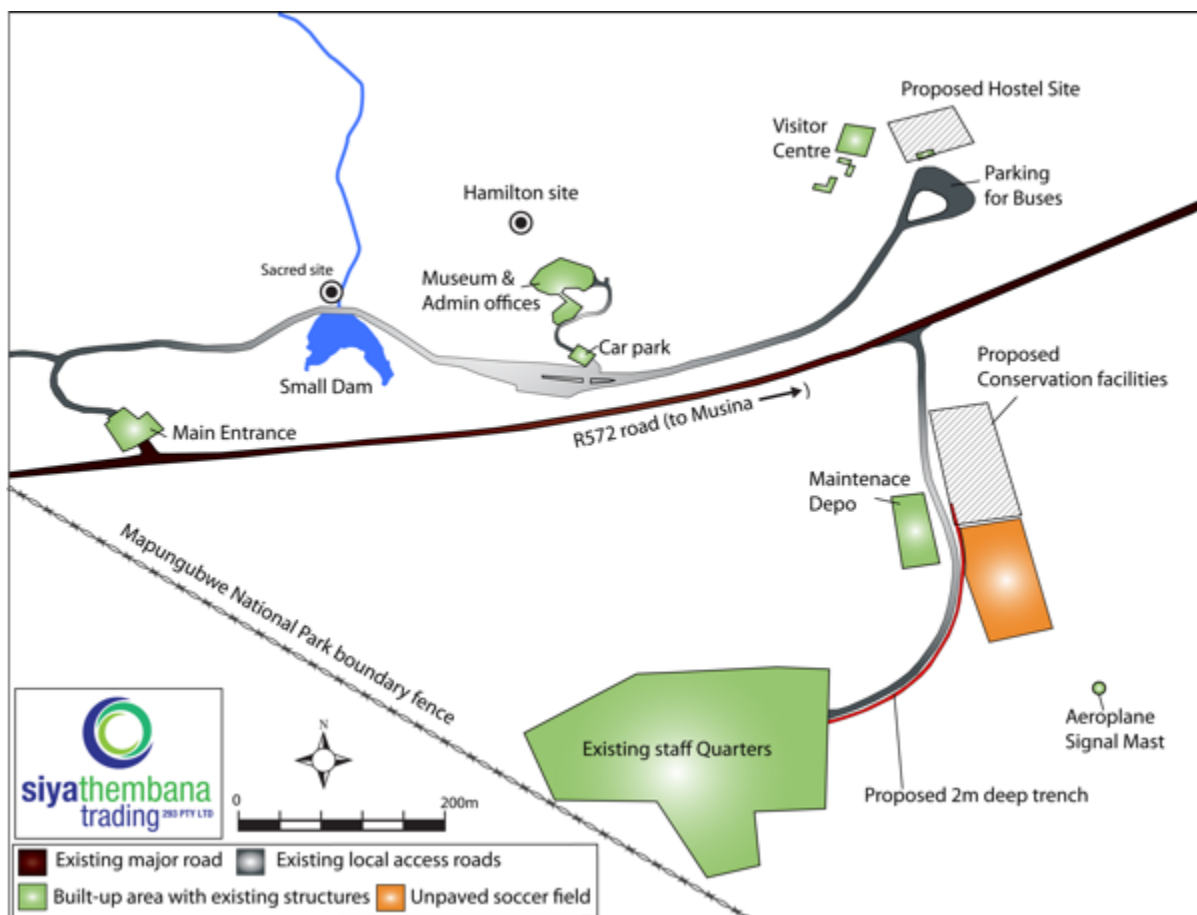 Proposed Hostel Site
Visitor
Centre
Parking
for Buses
Hamilton site
Sacred site
Museum &
Admin offices
Car park
Small Dam
Main Entrance
R572 road (to Musina )
Proposed
Conservation facilities
Maintenace
Depo
Mapungubwe National Park boundary fence
Existing staff Quarters
Aeroplane
Signal Mast
Proposed 2m deep trench
N
0 200m
siyathembana
trading 293 PTY LTD
Existing major road Existing local access roads
Built-up area with existing structures Unpaved soccer field